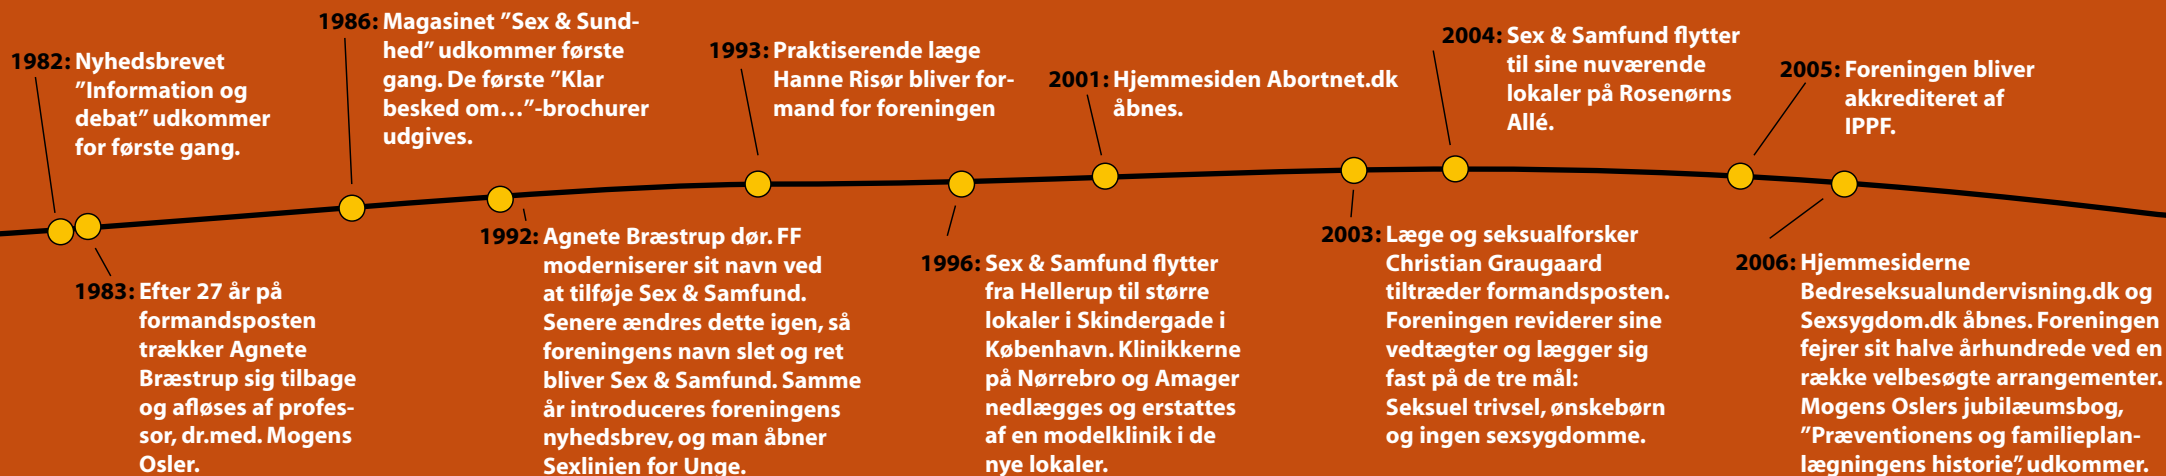 1982: Nyhedsbrevet
"Information og
debat" udkommer
for første gang.
1983: Efter 27 år på
formandsposten
trækker Agnete
Bræstrup sig tilbage
og afløses af profes-
sor, dr.med. Mogens
Osler.
1986: Magasinet "Sex & Sund-
hed" udkommer første
gang. De første "Klar
besked om..."-brochurer
udgives.
1992: Agnete Bræstrup dør. FF
moderniserer sit navn ved
at tilføje Sex & Samfund.
Senere ændres dette igen, så
foreningens navn slet og ret
bliver Sex & Samfund. Samme
år introduceres foreningens
nyhedsbrev, og man åbner
Sexlinien for Unge.
1993: Praktiserende læge
Hanne Risør bliver for-
mand for foreningen
1996: Sex & Samfund flytter
fra Hellerup til større
lokaler i Skindergade i
København. Klinikkerne
på Nørrebro og Amager
nedlægges og erstattes
af en modelklinik i de
nye lokaler.
2001: Hjemmesiden Abortnet.dk
åbnes.
2003: Læge og seksualforsker
Christian Graugaard
tiltræder formandsposten.
Foreningen reviderer sine
vedtægter og lægger sig
fast på de tre mål:
Seksuel trivsel, ønskebørn
og ingen sexsygdomme.
2004: Sex & Samfund flytter
til sine nuværende
lokaler på Rosenørns
Allé.
2005: Foreningen bliver
akkrediteret af
IPPF.
2006: Hjemmesiderne
Bedreseksualundervisning.dk og
Sexsygdom.dk åbnes. Foreningen
fejrer sit halve århundrede ved en
række velbesøgte arrangementer.
Mogens Oslers jubilæumsbog,
"Præventionens og familieplan-
lægningens historie", udkommer.